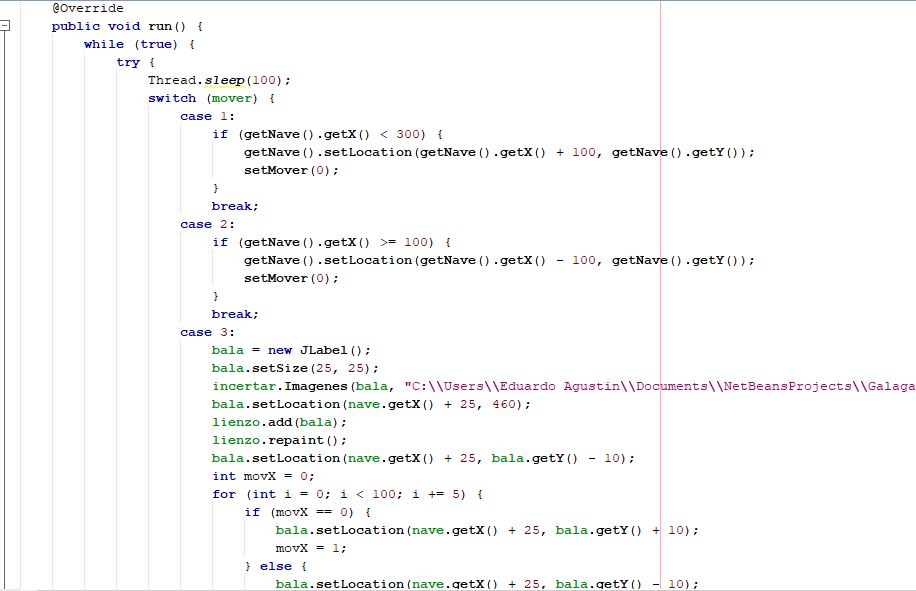 @Override
public void run() {
while (true) {
try {
Thread.sleep(100);
switch (mover) {
case 1:
if (getNave().getX() < 300) {
getNave().setLocation(getNave().getX() + 100, getNave().getY());
setMover(0);
}
break;
case 2:
if (getNave().getX() >= 100) {
getNave().setLocation(getNave().getX() - 100, getNave().getY());
setMover(0);
}
break;
case 3:
bala = new JLabel();
bala.setSize(25, 25);
incertar.Imagenes(bala, "C:\\Users\\Eduardo Agustin\\Documents\\NetBeansProjects\\Galaga
bala.setLocation(nave.getX() + 25, 460);
lienzo.add(bala);
lienzo.repaint();
bala.setLocation(nave.getX() + 25, bala.getY() - 10);
int movX = 0;
for (int i = 0; i < 100; i += 5) {
if (movX == 0) {
bala.setLocation(nave.getX() + 25, bala.getY() + 10);
movX = 1;
} else {
bala.setLocation(nave.getX() + 25, bala.getY() - 10);